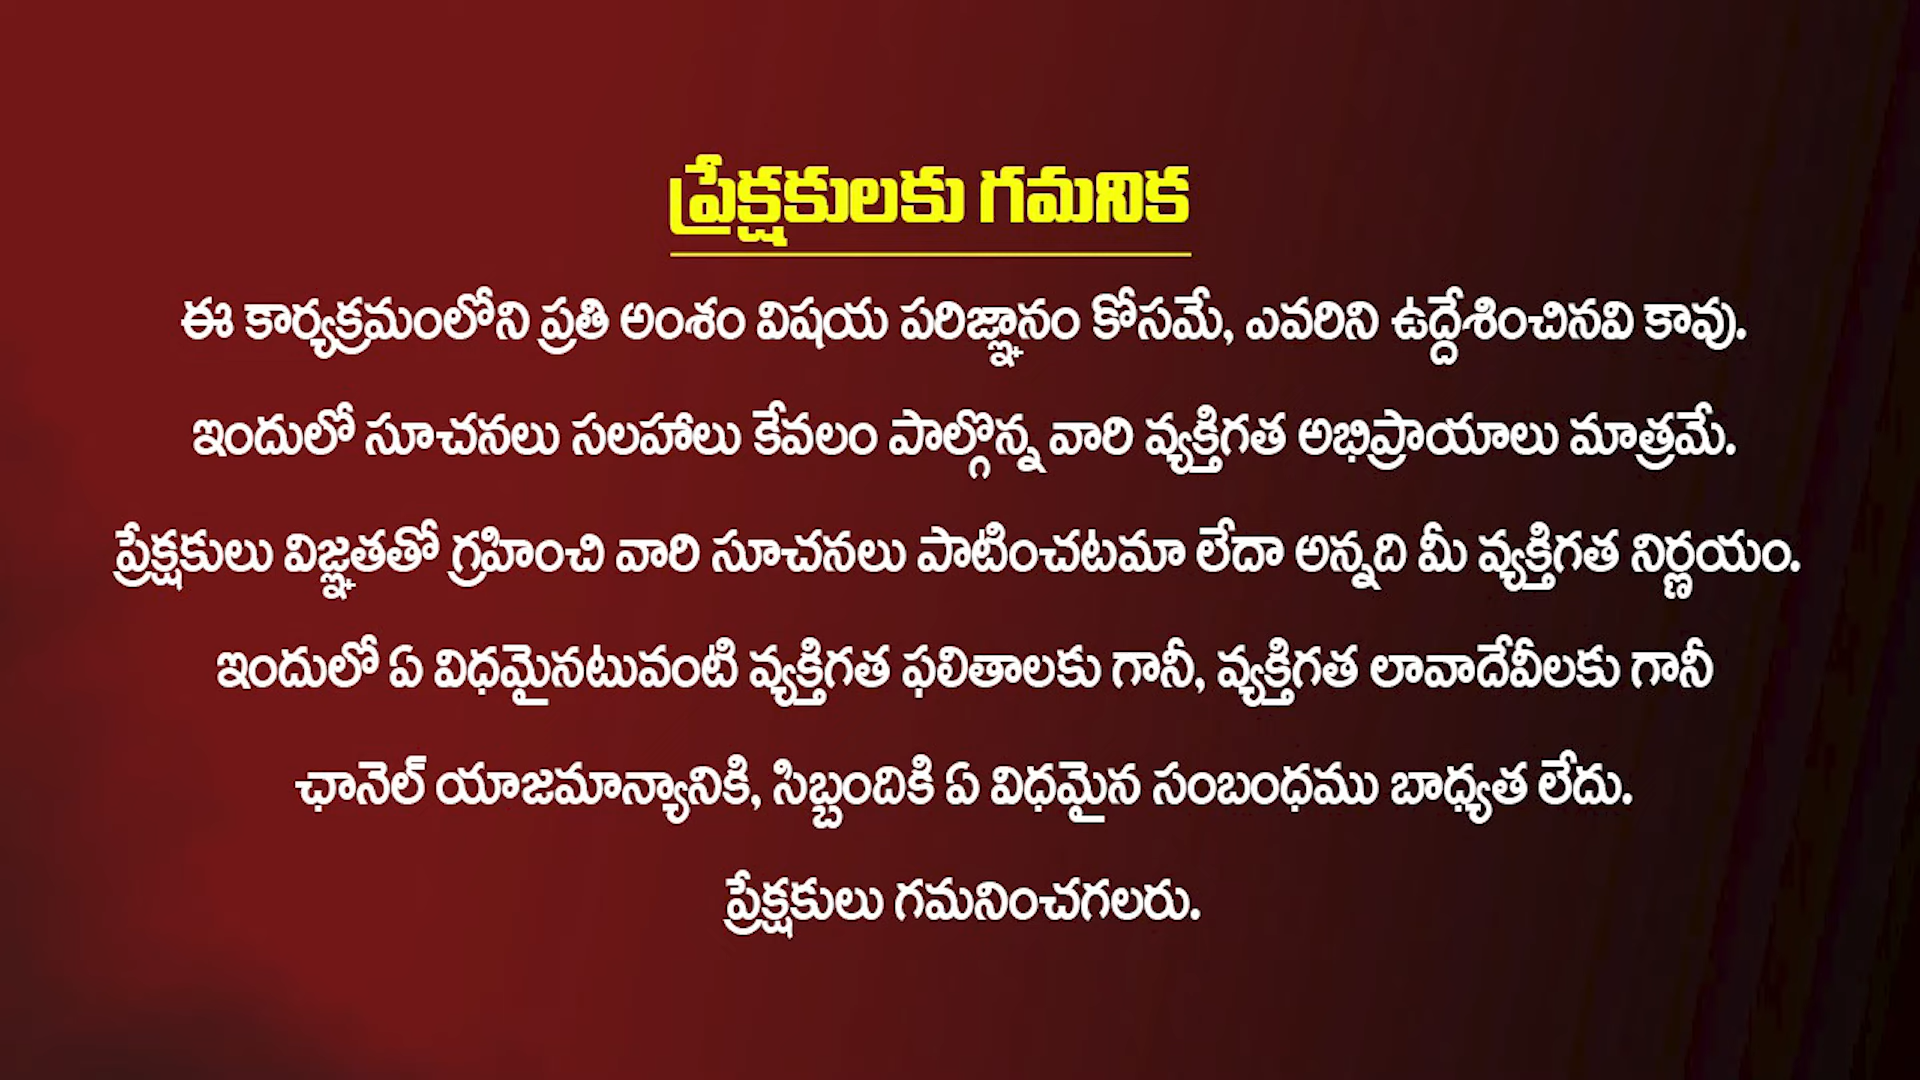 ప్రేక్షకులకు గమనిక
ఈ కార్యక్రమంలోని ప్రతి అంశం విషయ పరిజ్ఞానం కోసమే, ఎవరిని ఉద్దేశించినవి కావు.
ఇందులో సూచనలు సలహాలు కేవలం పాల్గొన్న వారి వ్యక్తిగత అభిప్రాయాలు మాత్రమే.
ప్రేక్షకులు విజ్ఞతతో గ్రహించి వారి సూచనలు పాటించటమా లేదా అన్నది మీ వ్యక్తిగత నిర్ణయం.
ఇందులో ఏ విధమైనటువంటి వ్యక్తిగత ఫలితాలకు గానీ, వ్యక్తిగత లావాదేవీలకు గానీ
ఛానెల్ యాజమాన్యానికి, సిబ్బందికి ఏ విధమైన సంబంధము బాధ్యత లేదు.
ప్రేక్షకులు గమనించగలరు.